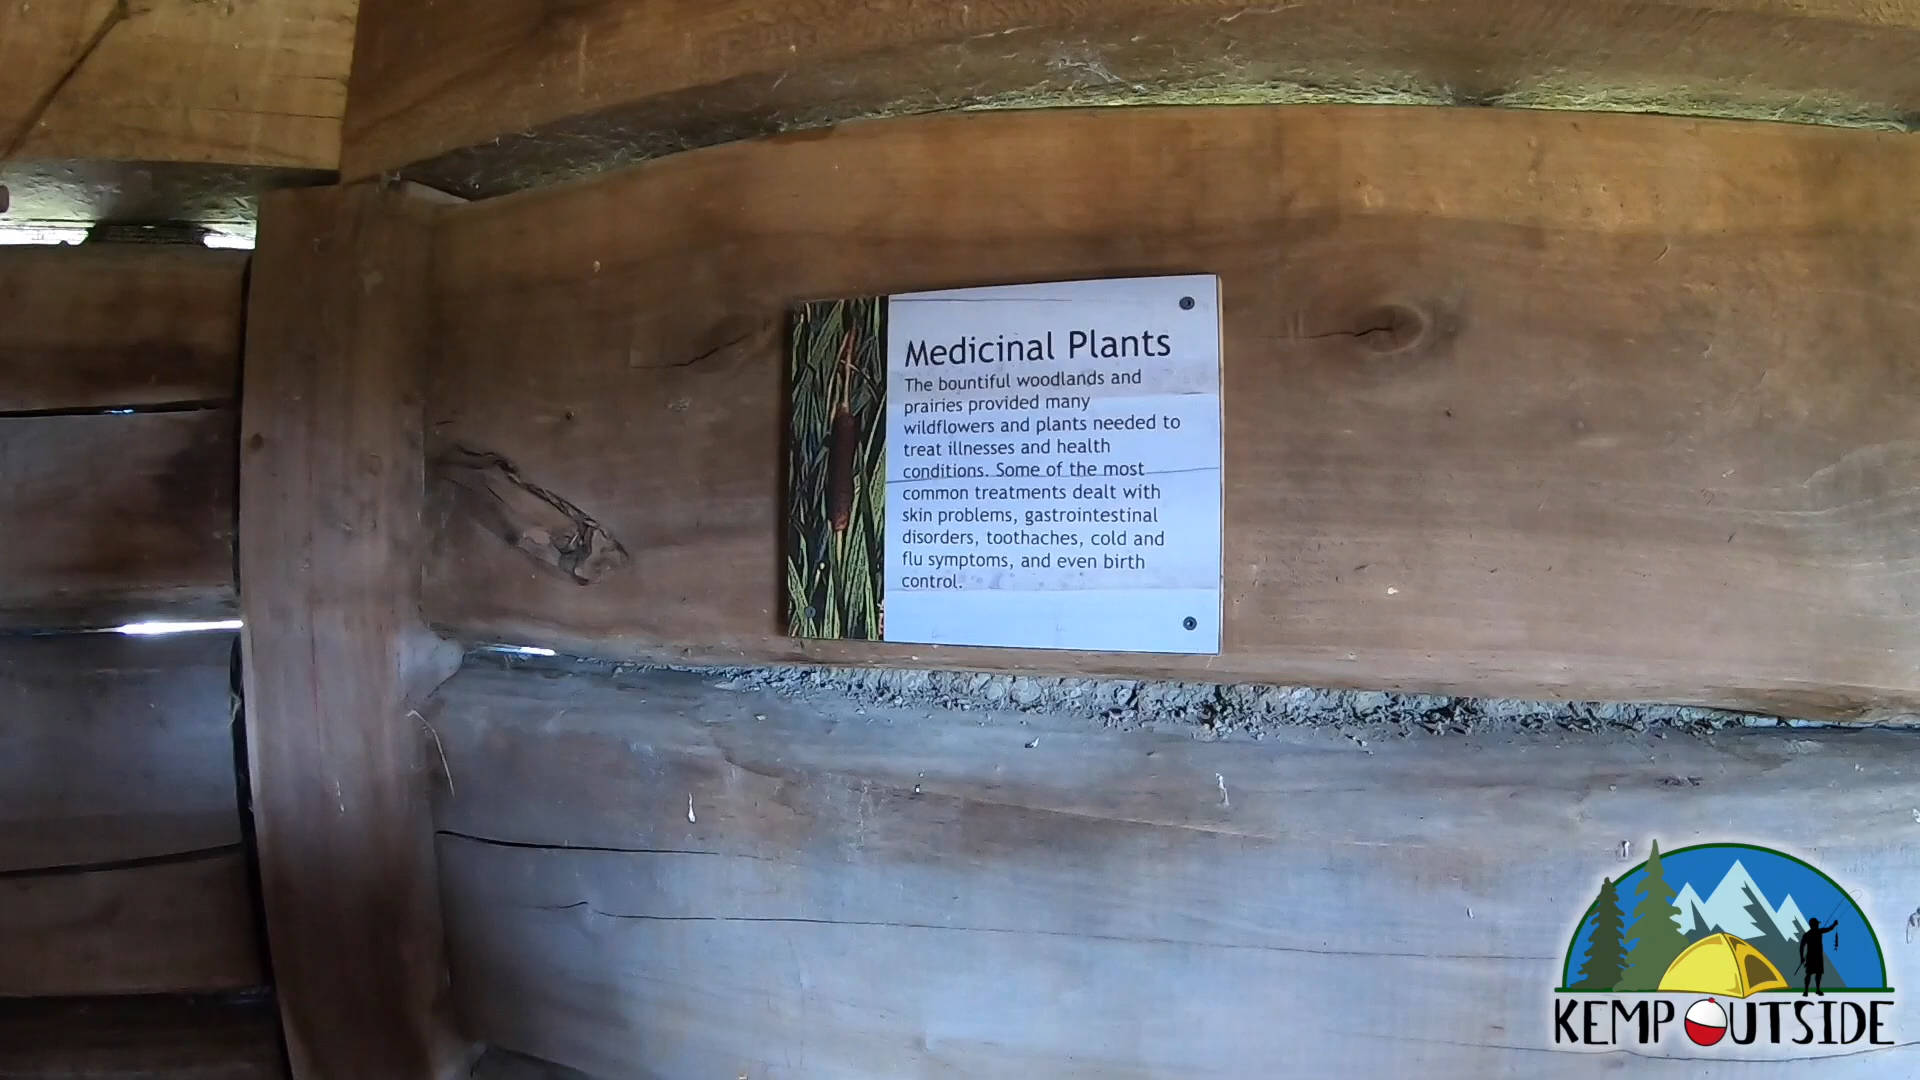 Medicinal Plants
The bountiful woodlands and
prairies provided many
wildflowers and plants needed to
treat illnesses and health
conditions. Some of the most
common treatments dealt with
skin problems, gastrointestinal
disorders, toothaches, cold and
flu symptoms, and even birth
control.
KEMP OUTSIDE